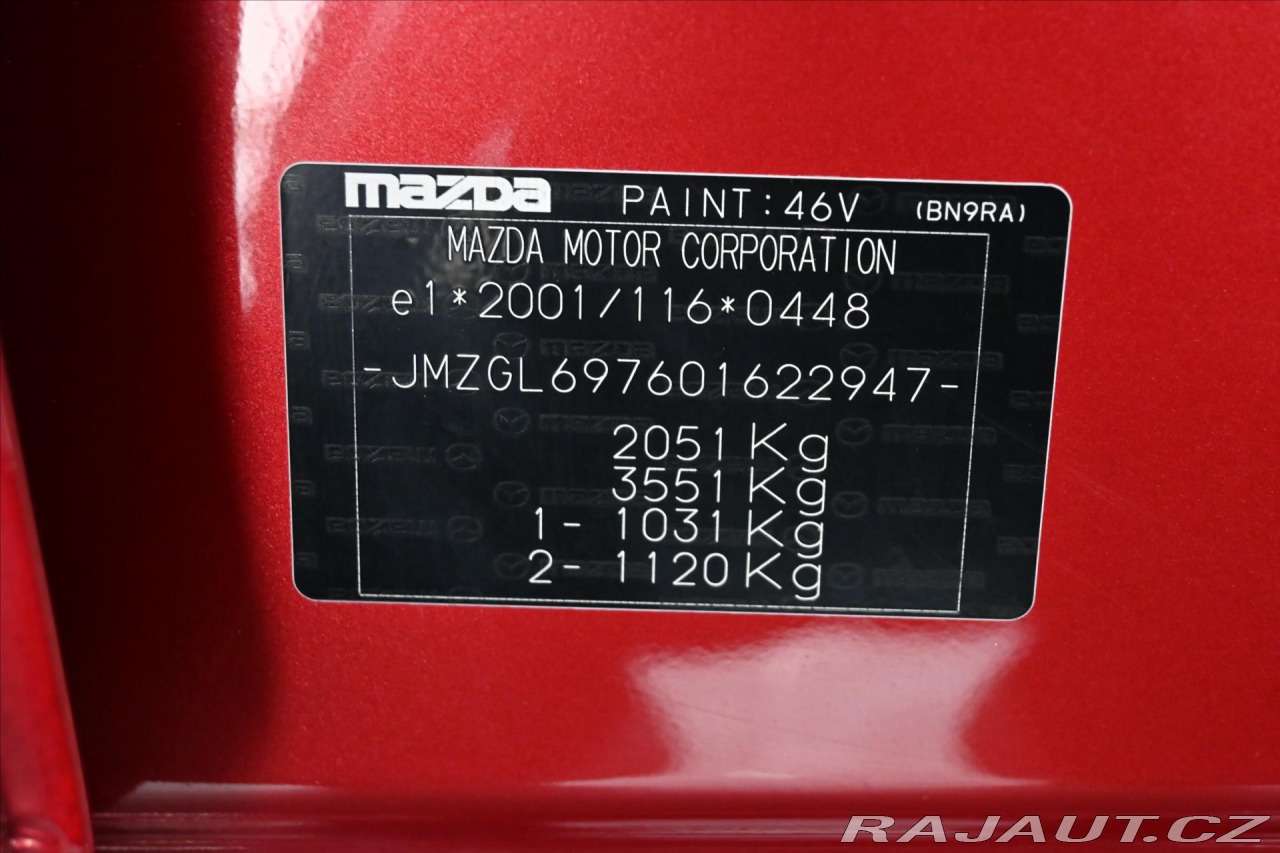 mazda PAINT:46V (BN9RA)
MAZDA MOTOR CORPORATION
e1*2001/116*0448
-JMZGL697601622947-
2051 Kg
3551 Kg
1- 1031 Kg
2- 1120 Kg
RAJAUT.CZ